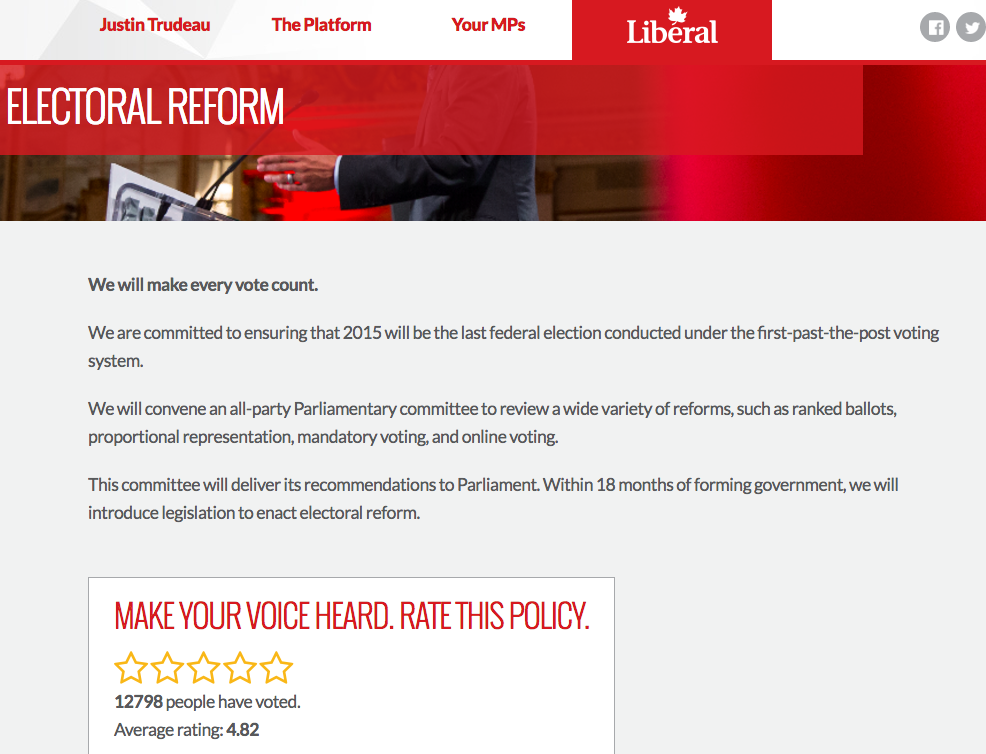 Justin Trudeau The Platform Your MPs Liberal
ELECTORAL REFORM
We will make every vote count.
We are committed to ensuring that 2015 will be the last federal election conducted under the first-past-the-post voting
system.
We will convene an all-party Parliamentary committee to review a wide variety of reforms, such as ranked ballots,
proportional representation, mandatory voting, and online voting.
This committee will deliver its recommendations to Parliament. Within 18 months of forming government, we will
introduce legislation to enact electoral reform.
MAKE YOUR VOICE HEARD. RATE THIS POLICY.
12798 people have voted.
Average rating: 4.82